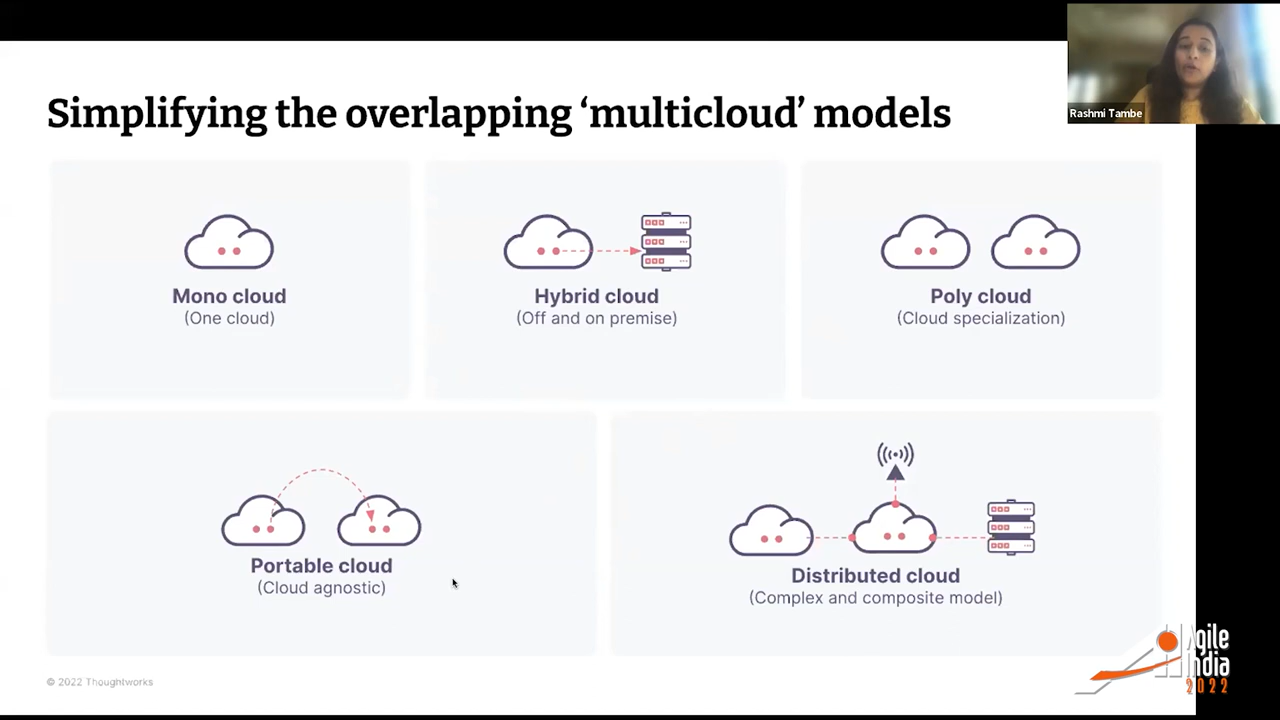 Simplifying the overlapping ‘multicloud’ models
Rashmi Tambe
Mono cloud
(One cloud)
Hybrid cloud
(Off and on premise)
Poly cloud
(Cloud specialization)
Portable cloud
(Cloud agnostic)
Distributed cloud
(Complex and composite model)
© 2022 Thoughtworks
Agile
India
2022